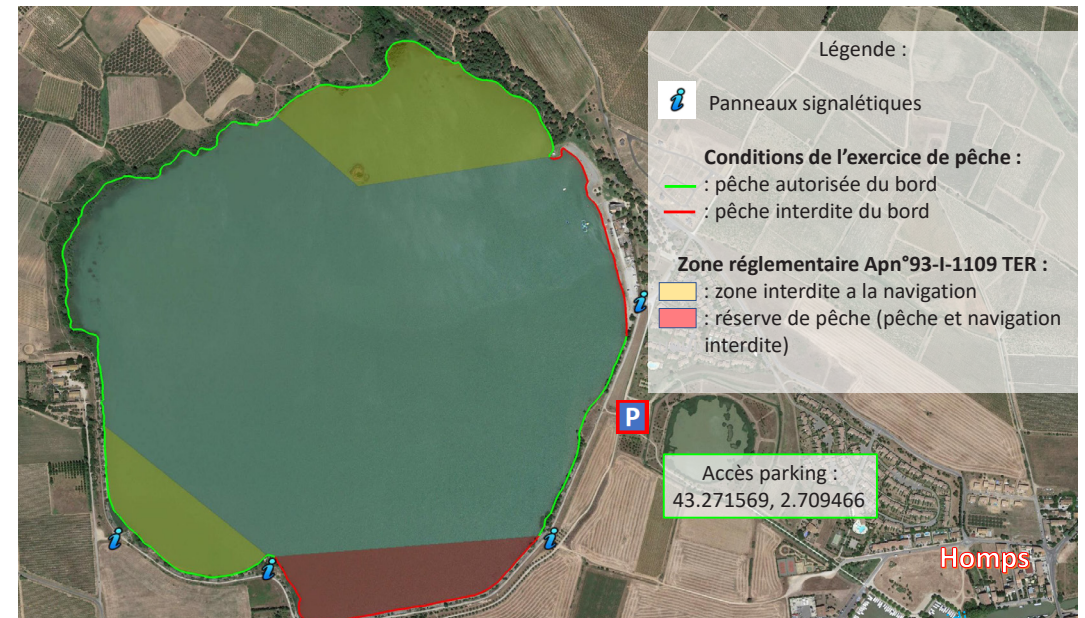 Légende :
Panneaux signalétiques
Conditions de l’exercice de pêche :
: pêche autorisée du bord
: pêche interdite du bord
Zone réglementaire Apn°93-I-1109 TER :
: zone interdite a la navigation
: réserve de pêche (pêche et navigation
interdite)
P
Accès parking :
43.271569, 2.709466
Homps